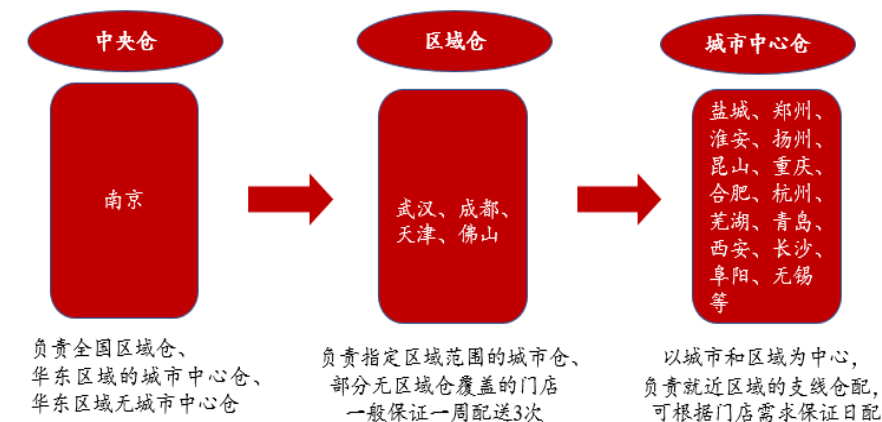 中央仓
南京
负责全国区域仓、
华东区域的城市中心仓、
华东区域无城市中心仓
区域仓
武汉、成都、
天津、佛山
负责指定区域范围的城市仓、
部分无区域仓覆盖的门店
一般保证一周配送3次
城市中心仓
盐城、郑州、
淮安、扬州、
昆山、重庆、
合肥、杭州、
芜湖、青岛、
西安、长沙、
阜阳、无锡
等
以城市和区域为中心，
负责就近区域的支线仓配，
可根据门店需求保证日配